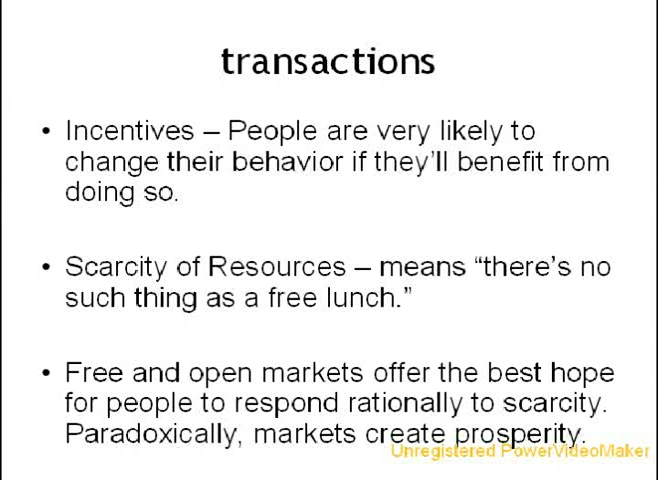 transactions
• Incentives – People are very likely to
change their behavior if they'll benefit from
doing so.
• Scarcity of Resources – means “there's no
such thing as a free lunch.”
• Free and open markets offer the best hope
for people to respond rationally to scarcity.
Paradoxically, markets create prosperity.
Unregistered PowerVideoMaker